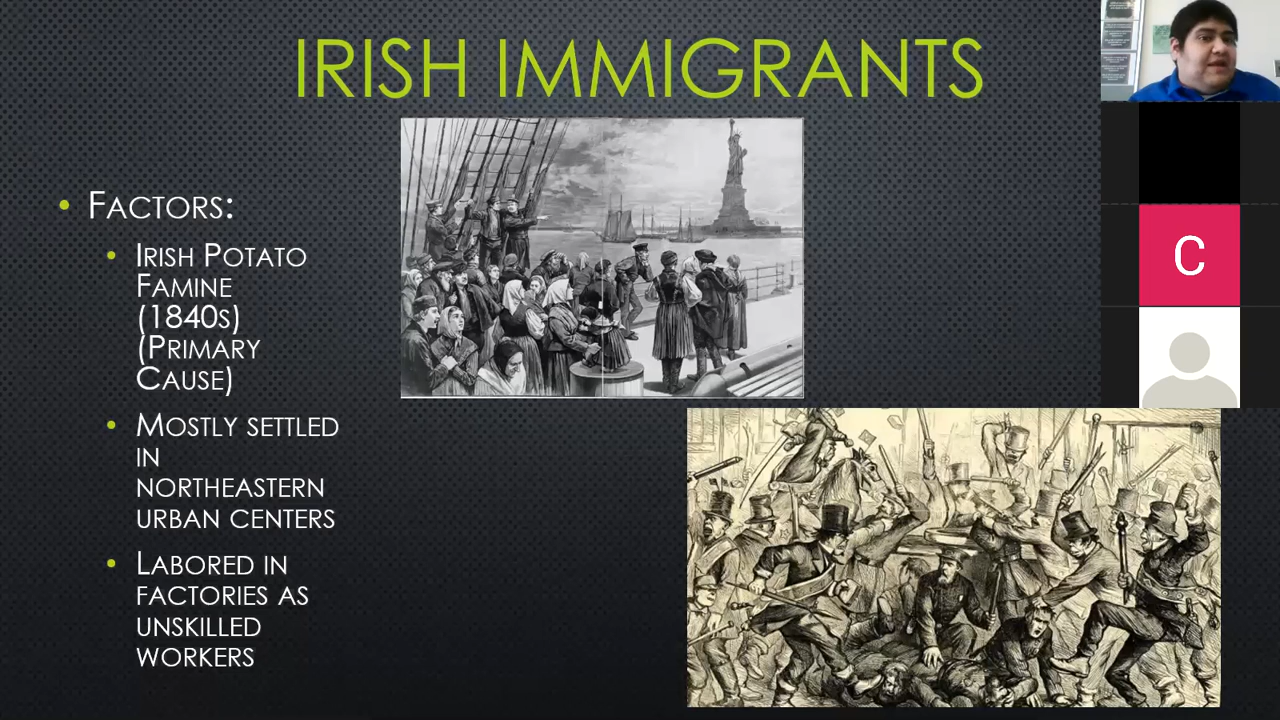 IRISH IMMIGRANTS
FACTORS:
IRISH POTATO
FAMINE
(1840S)
(PRIMARY
CAUSE)
MOSTLY SETTLED
IN
NORTHEASTERN
URBAN CENTERS
LABORED IN
FACTORIES AS
UNSKILLED
WORKERS
C